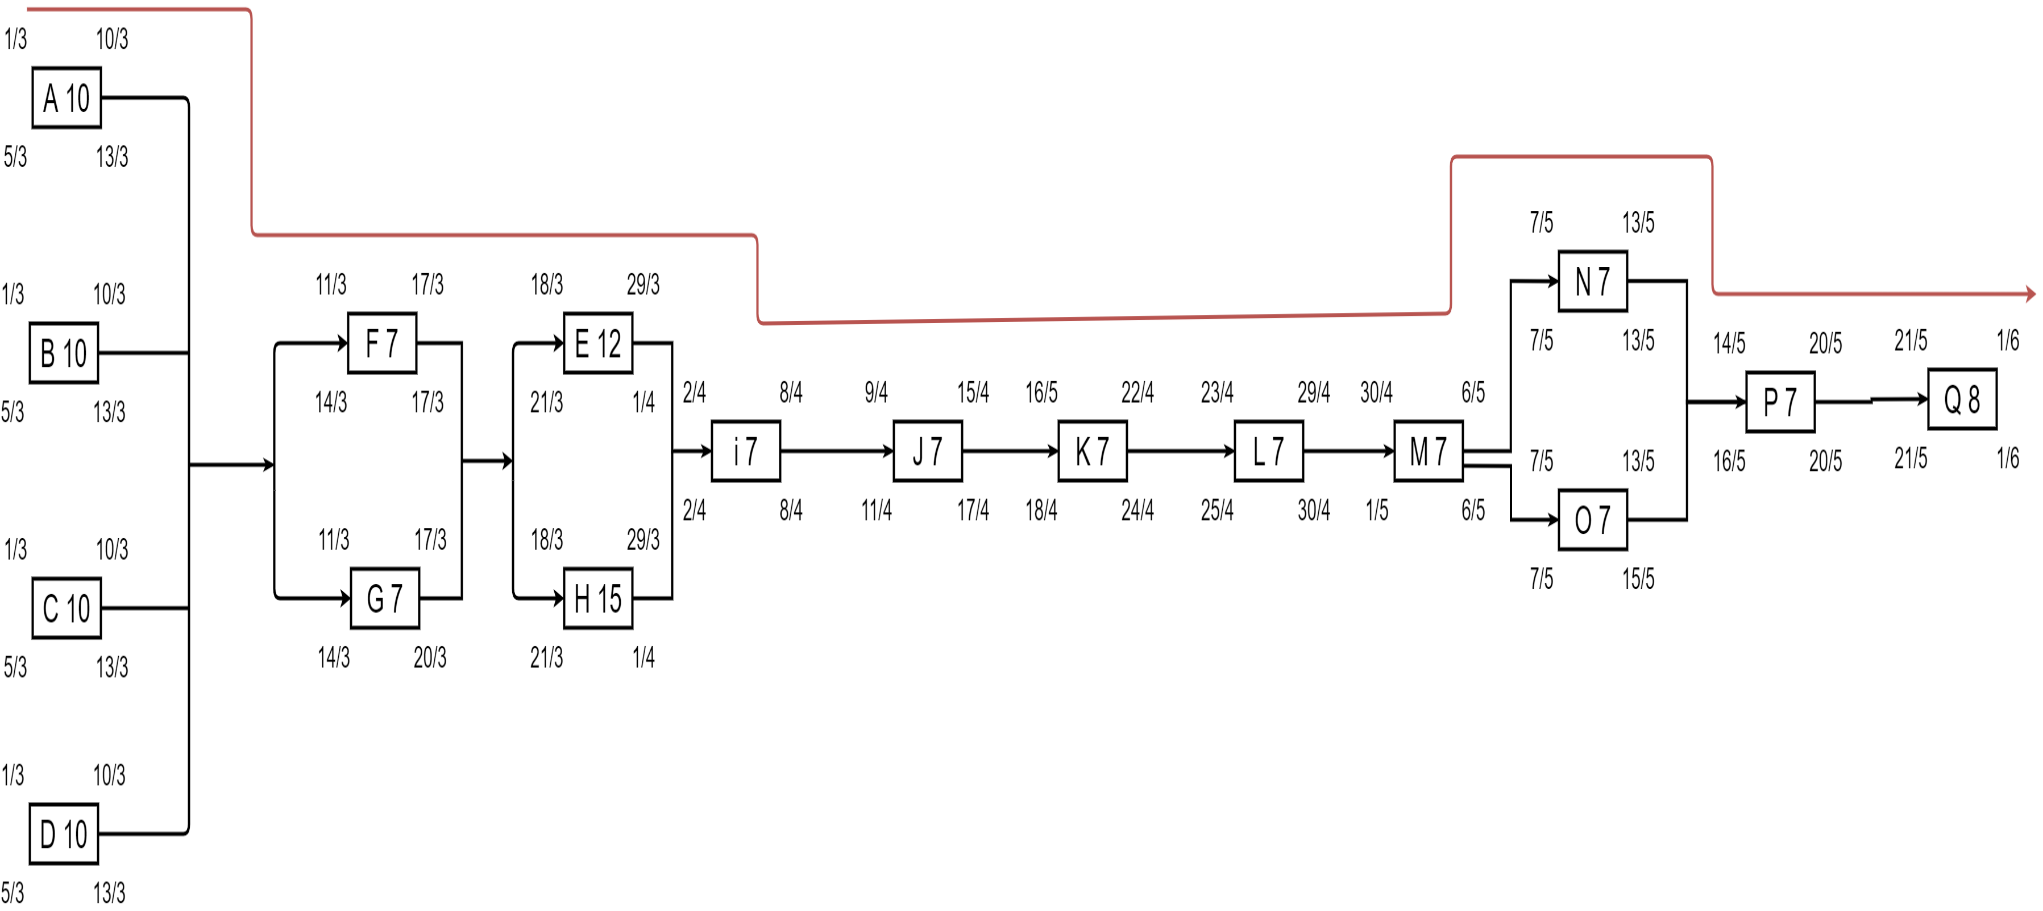 1/3 10/3
A 10
5/3 13/3
1/3 10/3
B 10
5/3 13/3
1/3 10/3
C 10
5/3 13/3
1/3 10/3
D 10
5/3 13/3
11/3 17/3
F 7
14/3 17/3
11/3 17/3
G 7
14/3 20/3
18/3 29/3
E 12
21/3 1/4
18/3 29/3
H 15
21/3 1/4
2/4 8/4
i 7
2/4 8/4
9/4 15/4
J 7
11/4 17/4
16/5 22/4
K 7
18/4 24/4
23/4 29/4
L 7
25/4 30/4
30/4 6/5
M 7
1/5 6/5
7/5 13/5
N 7
7/5 13/5
7/5 13/5
O 7
7/5 15/5
14/5 20/5
P 7
16/5 20/5
21/5 1/6
Q 8
21/5 1/6